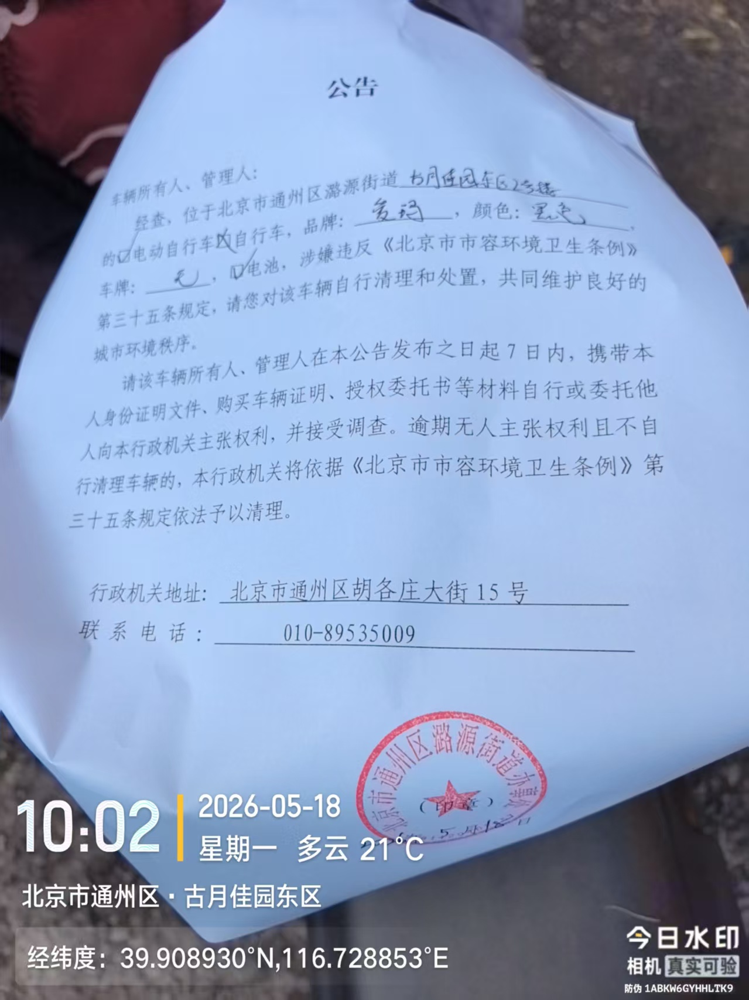 公告
车辆所有人、管理人：
经查，位于北京市通州区潞源街道古月佳园东区2号楼
的☑电动自行车☒自行车，品牌：爱玛，颜色：黑色，
车牌：无，☑电池，涉嫌违反《北京市市容环境卫生条例》
第三十五条规定，请您对该车辆自行清理和处置，共同维护良好的
城市环境秩序。
请该车辆所有人、管理人在本公告发布之日起7日内，携带本
人身份证明文件、购买车辆证明、授权委托书等材料自行或委托他
人向本行政机关主张权利，并接受调查。逾期无人主张权利且不自
行清理车辆的，本行政机关将依据《北京市市容环境卫生条例》第
三十五条规定依法予以清理。
行政机关地址：北京市通州区胡各庄大街15号
联系电话：010-89535009
北京市通州区潞源街道办事处
（印章）
5月18日
10:02
2026-05-18
星期一 多云 21°C
北京市通州区·古月佳园东区
经纬度：39.908930°N,116.728853°E
今日水印
相机 真实可验
防伪 1ABKW6GYHHLTK9